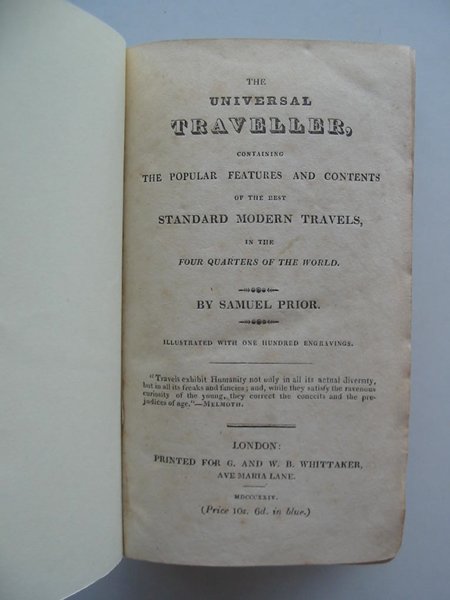 THE
UNIVERSAL
TRAVELLER,
CONTAINING
THE POPULAR FEATURES AND CONTENTS
OF THE BEST
STANDARD MODERN TRAVELS,
IN THE
FOUR QUARTERS OF THE WORLD.
BY SAMUEL PRIOR.
ILLUSTRATED WITH ONE HUNDRED ENGRAVINGS.
"Travels exhibit Humanity not only in all its actual diversity,
but in all its freaks and fancies; and, while they satisfy the ravenous
curiosity of the young, they correct the conceits and the pre-
judices of age."—MELMOTH.
LONDON:
PRINTED FOR G. AND W. B. WHITTAKER,
AVE MARIA LANE.
MDCCCXXIV.
(Price 10s. 6d. in blue.)